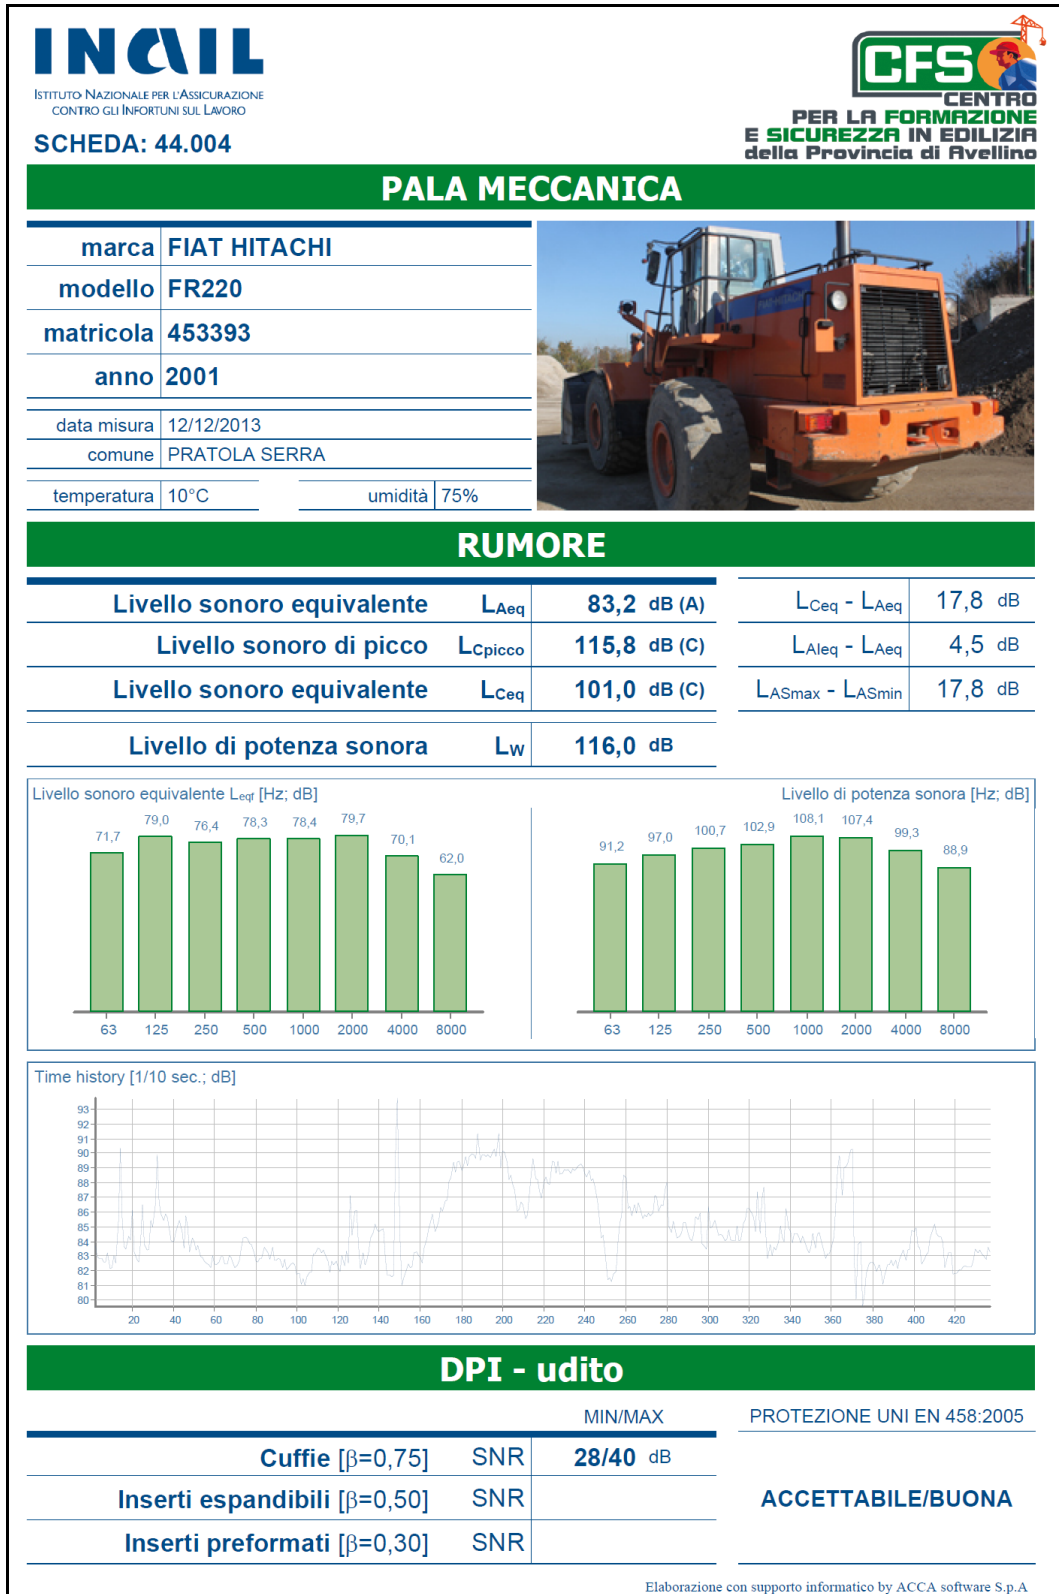 INAIL
ISTITUTO NAZIONALE PER L'ASSICURAZIONE
CONTRO GLI INFORTUNI SUL LAVORO
SCHEDA: 44.004
CFS
CENTRO
PER LA FORMAZIONE
E SICUREZZA IN EDILIZIA
della Provincia di Avellino
PALA MECCANICA
marca FIAT HITACHI
modello FR220
matricola 453393
anno 2001
data misura 12/12/2013
comune PRATOLA SERRA
temperatura 10°C umidità 75%
FIAT-HITACHI
RUMORE
Livello sonoro equivalente LAeq 83,2 dB (A)
Livello sonoro di picco LCpicco 115,8 dB (C)
Livello sonoro equivalente LCeq 101,0 dB (C)
Livello di potenza sonora LW 116,0 dB
LCeq - LAeq 17,8 dB
LAIeq - LAeq 4,5 dB
LASmax - LASmin 17,8 dB
Livello sonoro equivalente Leqf [Hz; dB]
71,7 79,0 76,4 78,3 78,4 79,7 70,1 62,0
63 125 250 500 1000 2000 4000 8000
Livello di potenza sonora [Hz; dB]
91,2 97,0 100,7 102,9 108,1 107,4 99,3 88,9
63 125 250 500 1000 2000 4000 8000
Time history [1/10 sec.; dB]
93
92
91
90
89
88
87
86
85
84
83
82
81
80
20 40 60 80 100 120 140 160 180 200 220 240 260 280 300 320 340 360 380 400 420
DPI - udito
MIN/MAX
Cuffie [β=0,75] SNR 28/40 dB
Inserti espandibili [β=0,50] SNR
Inserti preformati [β=0,30] SNR
PROTEZIONE UNI EN 458:2005
ACCETTABILE/BUONA
Elaborazione con supporto informatico by ACCA software S.p.A